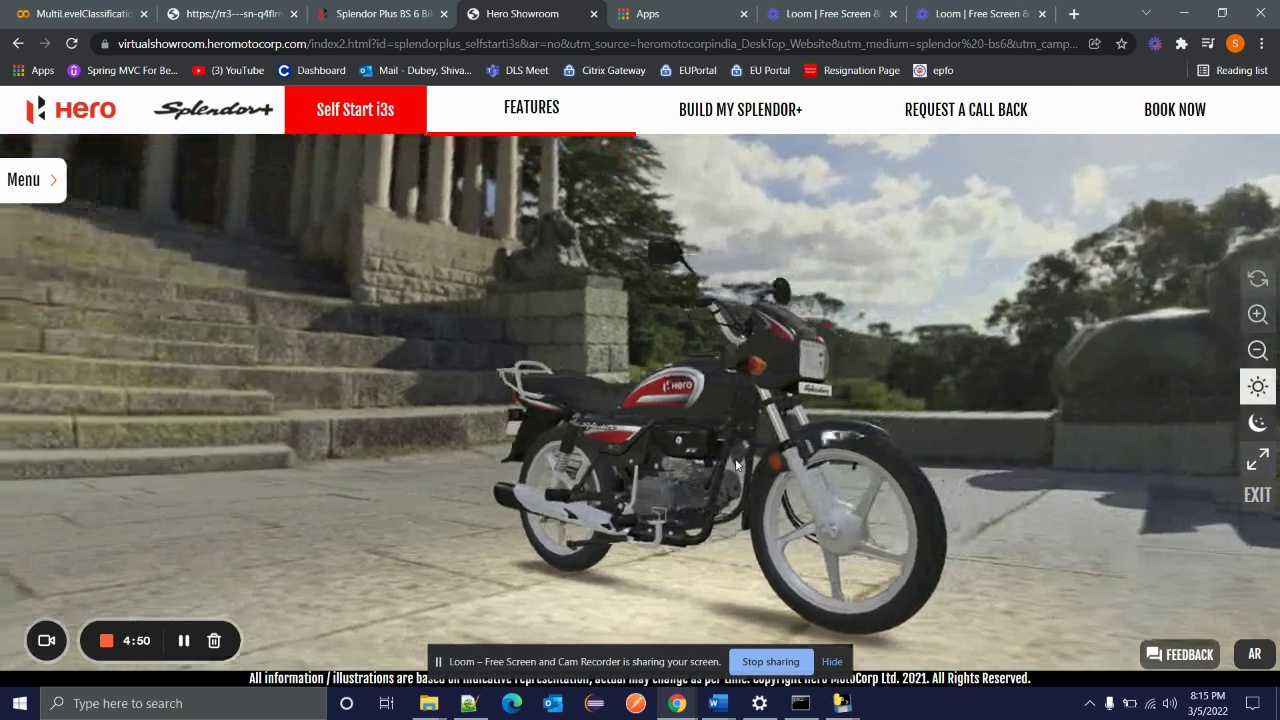 MultiLevelClassificatio
https://rr3---sn-q4flrn
Splendor Plus BS 6 Bik
Hero Showroom
Apps
Loom | Free Screen &
Loom | Free Screen &
virtualshowroom.heromotocorp.com/index2.html?id=splendorplus_selfstarti3s&at=no&utm_source=heromotocorpindia_DeskTop_Website&utm_medium=splendor%20-bs6&utm_camp...
Apps
Spring MVC For Be...
(3) YouTube
Dashboard
Mail - Dubey, Shiva...
DLS Meet
Citrix Gateway
EUPortal
EU Portal
Resignation Page
epfo
Reading list
S
Hero
Splendor+
Self Start i3s
FEATURES
BUILD MY SPLENDOR+
REQUEST A CALL BACK
BOOK NOW
Menu
Hero
Splendor
EXIT
4:50
Loom – Free Screen and Cam Recorder is sharing your screen.
Stop sharing
Hide
FEEDBACK
AR
All information / illustrations are based on indicative representation, actual may change as per time. Copyright Hero MotoCorp Ltd. 2021. All Rights Reserved.
Type here to search
8:15 PM
3/5/2022